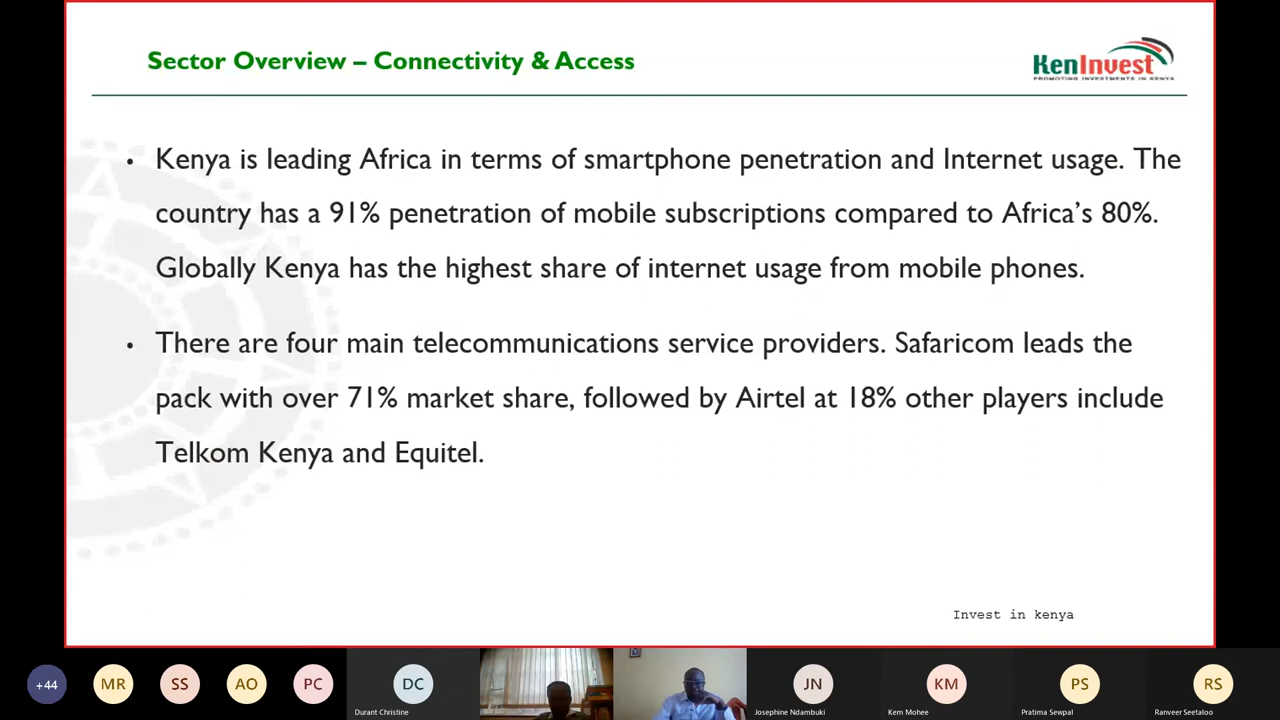 Sector Overview – Connectivity & Access
KenInvest
PROMOTING INVESTMENTS IN KENYA
• Kenya is leading Africa in terms of smartphone penetration and Internet usage. The
country has a 91% penetration of mobile subscriptions compared to Africa’s 80%.
Globally Kenya has the highest share of internet usage from mobile phones.
• There are four main telecommunications service providers. Safaricom leads the
pack with over 71% market share, followed by Airtel at 18% other players include
Telkom Kenya and Equitel.
Invest in kenya
+44
MR
SS
AO
PC
DC
JN
KM
PS
RS
Durant Christine
Josephine Ndambuki
Kem Mohee
Pratima Sewpal
Ranveer Seetaloo